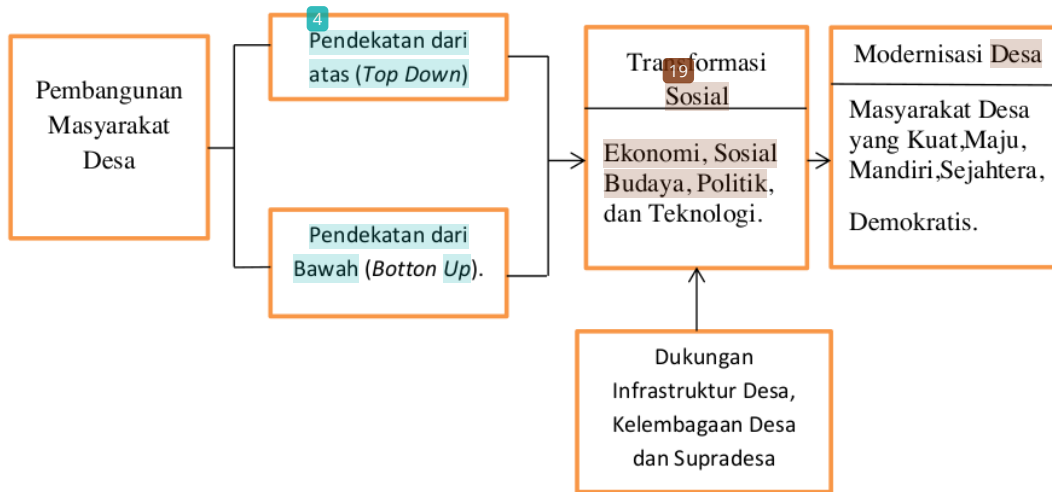 Pembangunan
Masyarakat
Desa
4
Pendekatan dari
atas (Top Down)
Pendekatan dari
Bawah (Botton Up).
Transformasi
19
Sosial
Ekonomi, Sosial
Budaya, Politik,
dan Teknologi.
Modernisasi Desa
Masyarakat Desa
yang Kuat,Maju,
Mandiri,Sejahtera,
Demokratis.
Dukungan
Infrastruktur Desa,
Kelembagaan Desa
dan Supradesa